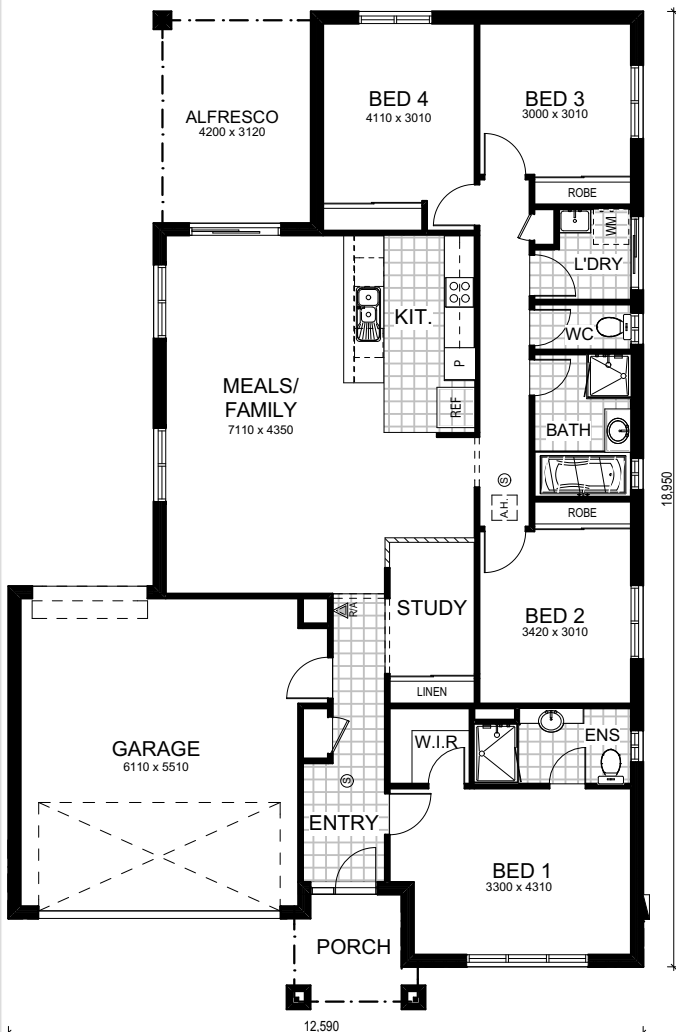 BED 4
4110 x 3010
BED 3
3000 x 3010
ALFRESCO
4200 x 3120
ROBE
WM
L'DRY
KIT.
WC
P
MEALS/
FAMILY
7110 x 4350
REF
BATH
S
A.H.
18,950
ROBE
STUDY
R/A
BED 2
3420 x 3010
LINEN
W.I.R
ENS
GARAGE
6110 x 5510
S
ENTRY
BED 1
3300 x 4310
PORCH
12,590